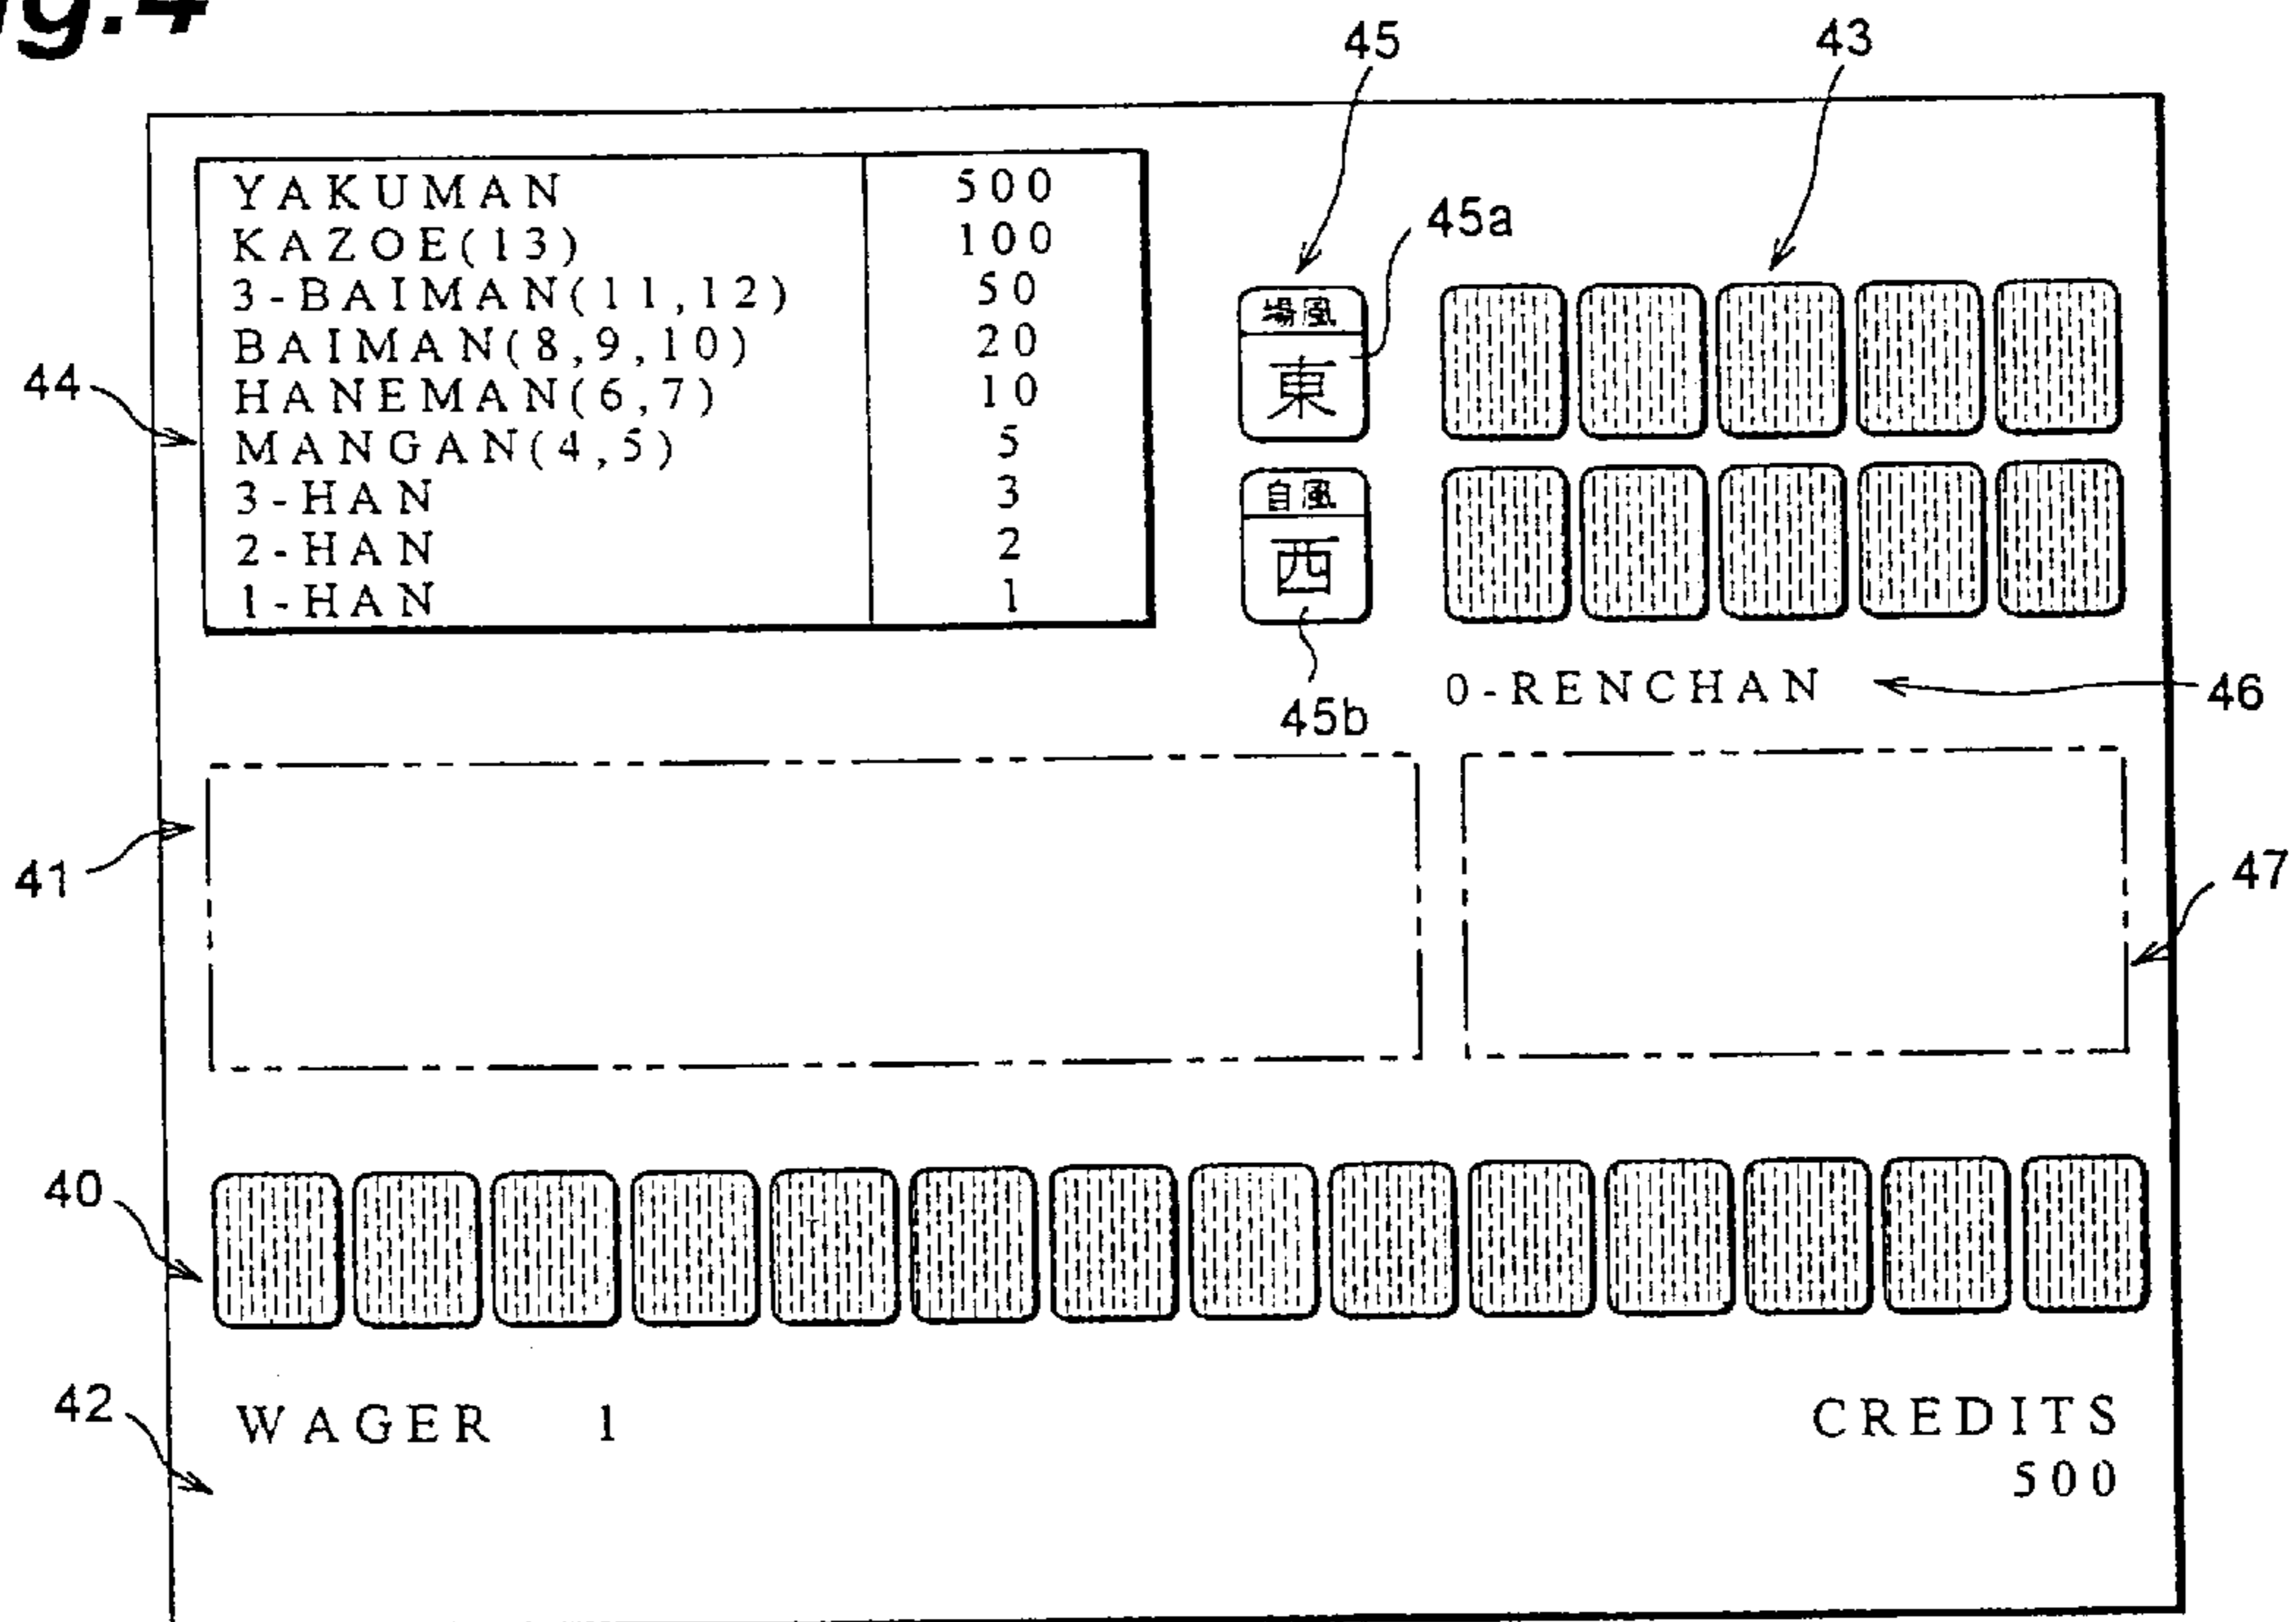 ig.4
45
43
YAKUMAN 500
KAZOE(13) 100
3-BAIMAN(11,12) 50
BAIMAN(8,9,10) 20
HANEMAN(6,7) 10
MANGAN(4,5) 5
3-HAN 3
2-HAN 2
1-HAN 1
44
45a
場風
東
自風
西
45b
0-RENCHAN
46
41
47
40
42
WAGER 1
CREDITS
500